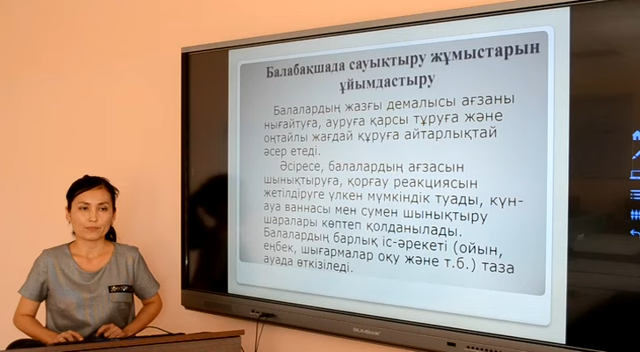 Балабақшада сауықтыру жұмыстарын
ұйымдастыру
Балалардың жазғы демалысы ағзаны
нығайтуға, ауруға қарсы тұруға және
оңтайлы жағдай құруға айтарлықтай
әсер етеді.
Әсіресе, балалардың ағзасын
шынықтыруға, қорғау реакциясын
жетілдіруге үлкен мүмкіндік туады, күн-
ауа ваннасы мен сумен шынықтыру
шаралары көптеп қолданылады.
Балалардың барлық іс-әрекеті (ойын,
еңбек, шығармалар оқу және т.б.) таза
ауада өткізіледі.